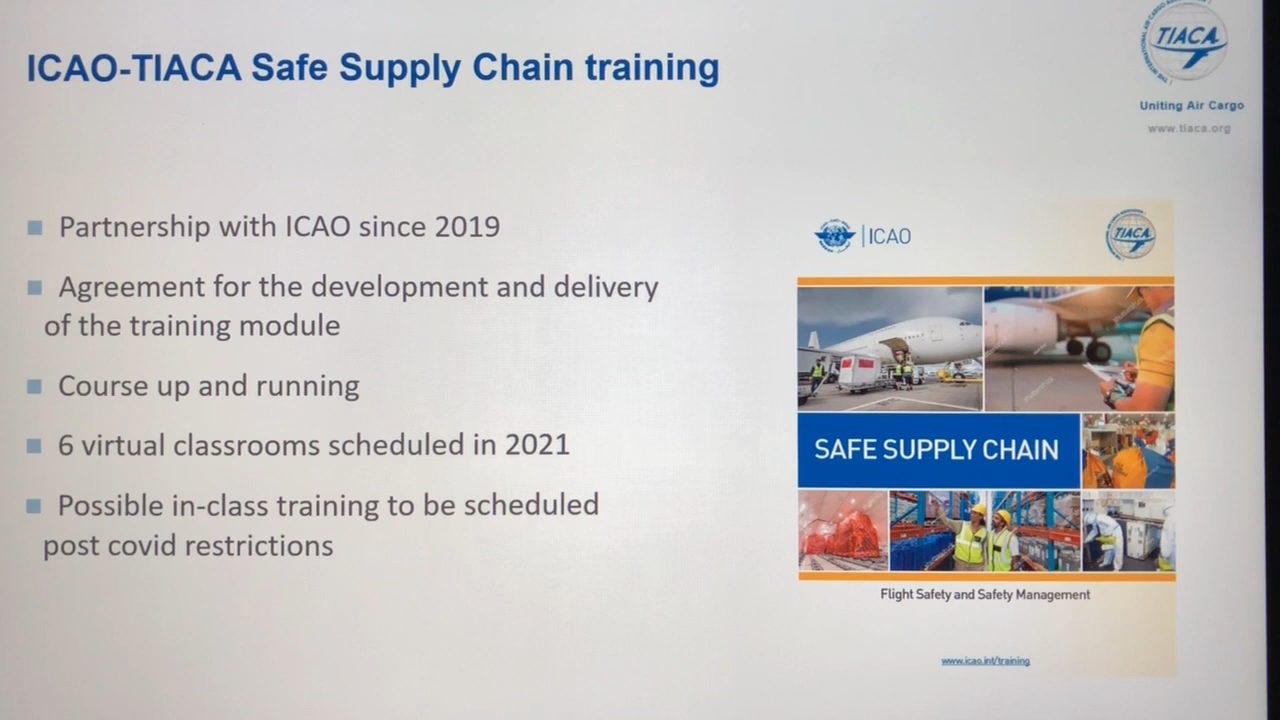 ICAO-TIACA Safe Supply Chain training
TIACA
Uniting Air Cargo
www.tiaca.org
Partnership with ICAO since 2019
Agreement for the development and delivery
of the training module
Course up and running
6 virtual classrooms scheduled in 2021
Possible in-class training to be scheduled
post covid restrictions
ICAO
TIACA
SAFE SUPPLY CHAIN
Flight Safety and Safety Management
www.icao.int/training